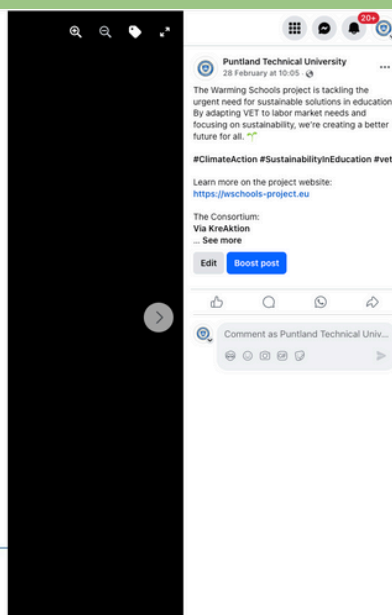 20+
Puntland Technical University
28 February at 10:05 ·
The Warming Schools project is tackling the
urgent need for sustainable solutions in education
By adapting VET to labor market needs and
focusing on sustainability, we're creating a better
future for all. 🌱
#ClimateAction #SustainabilityInEducation #vet
Learn more on the project website:
https://wschools-project.eu
The Consortium:
Via KreAktion
... See more
Edit Boost post
Comment as Puntland Technical Univ...
GIF